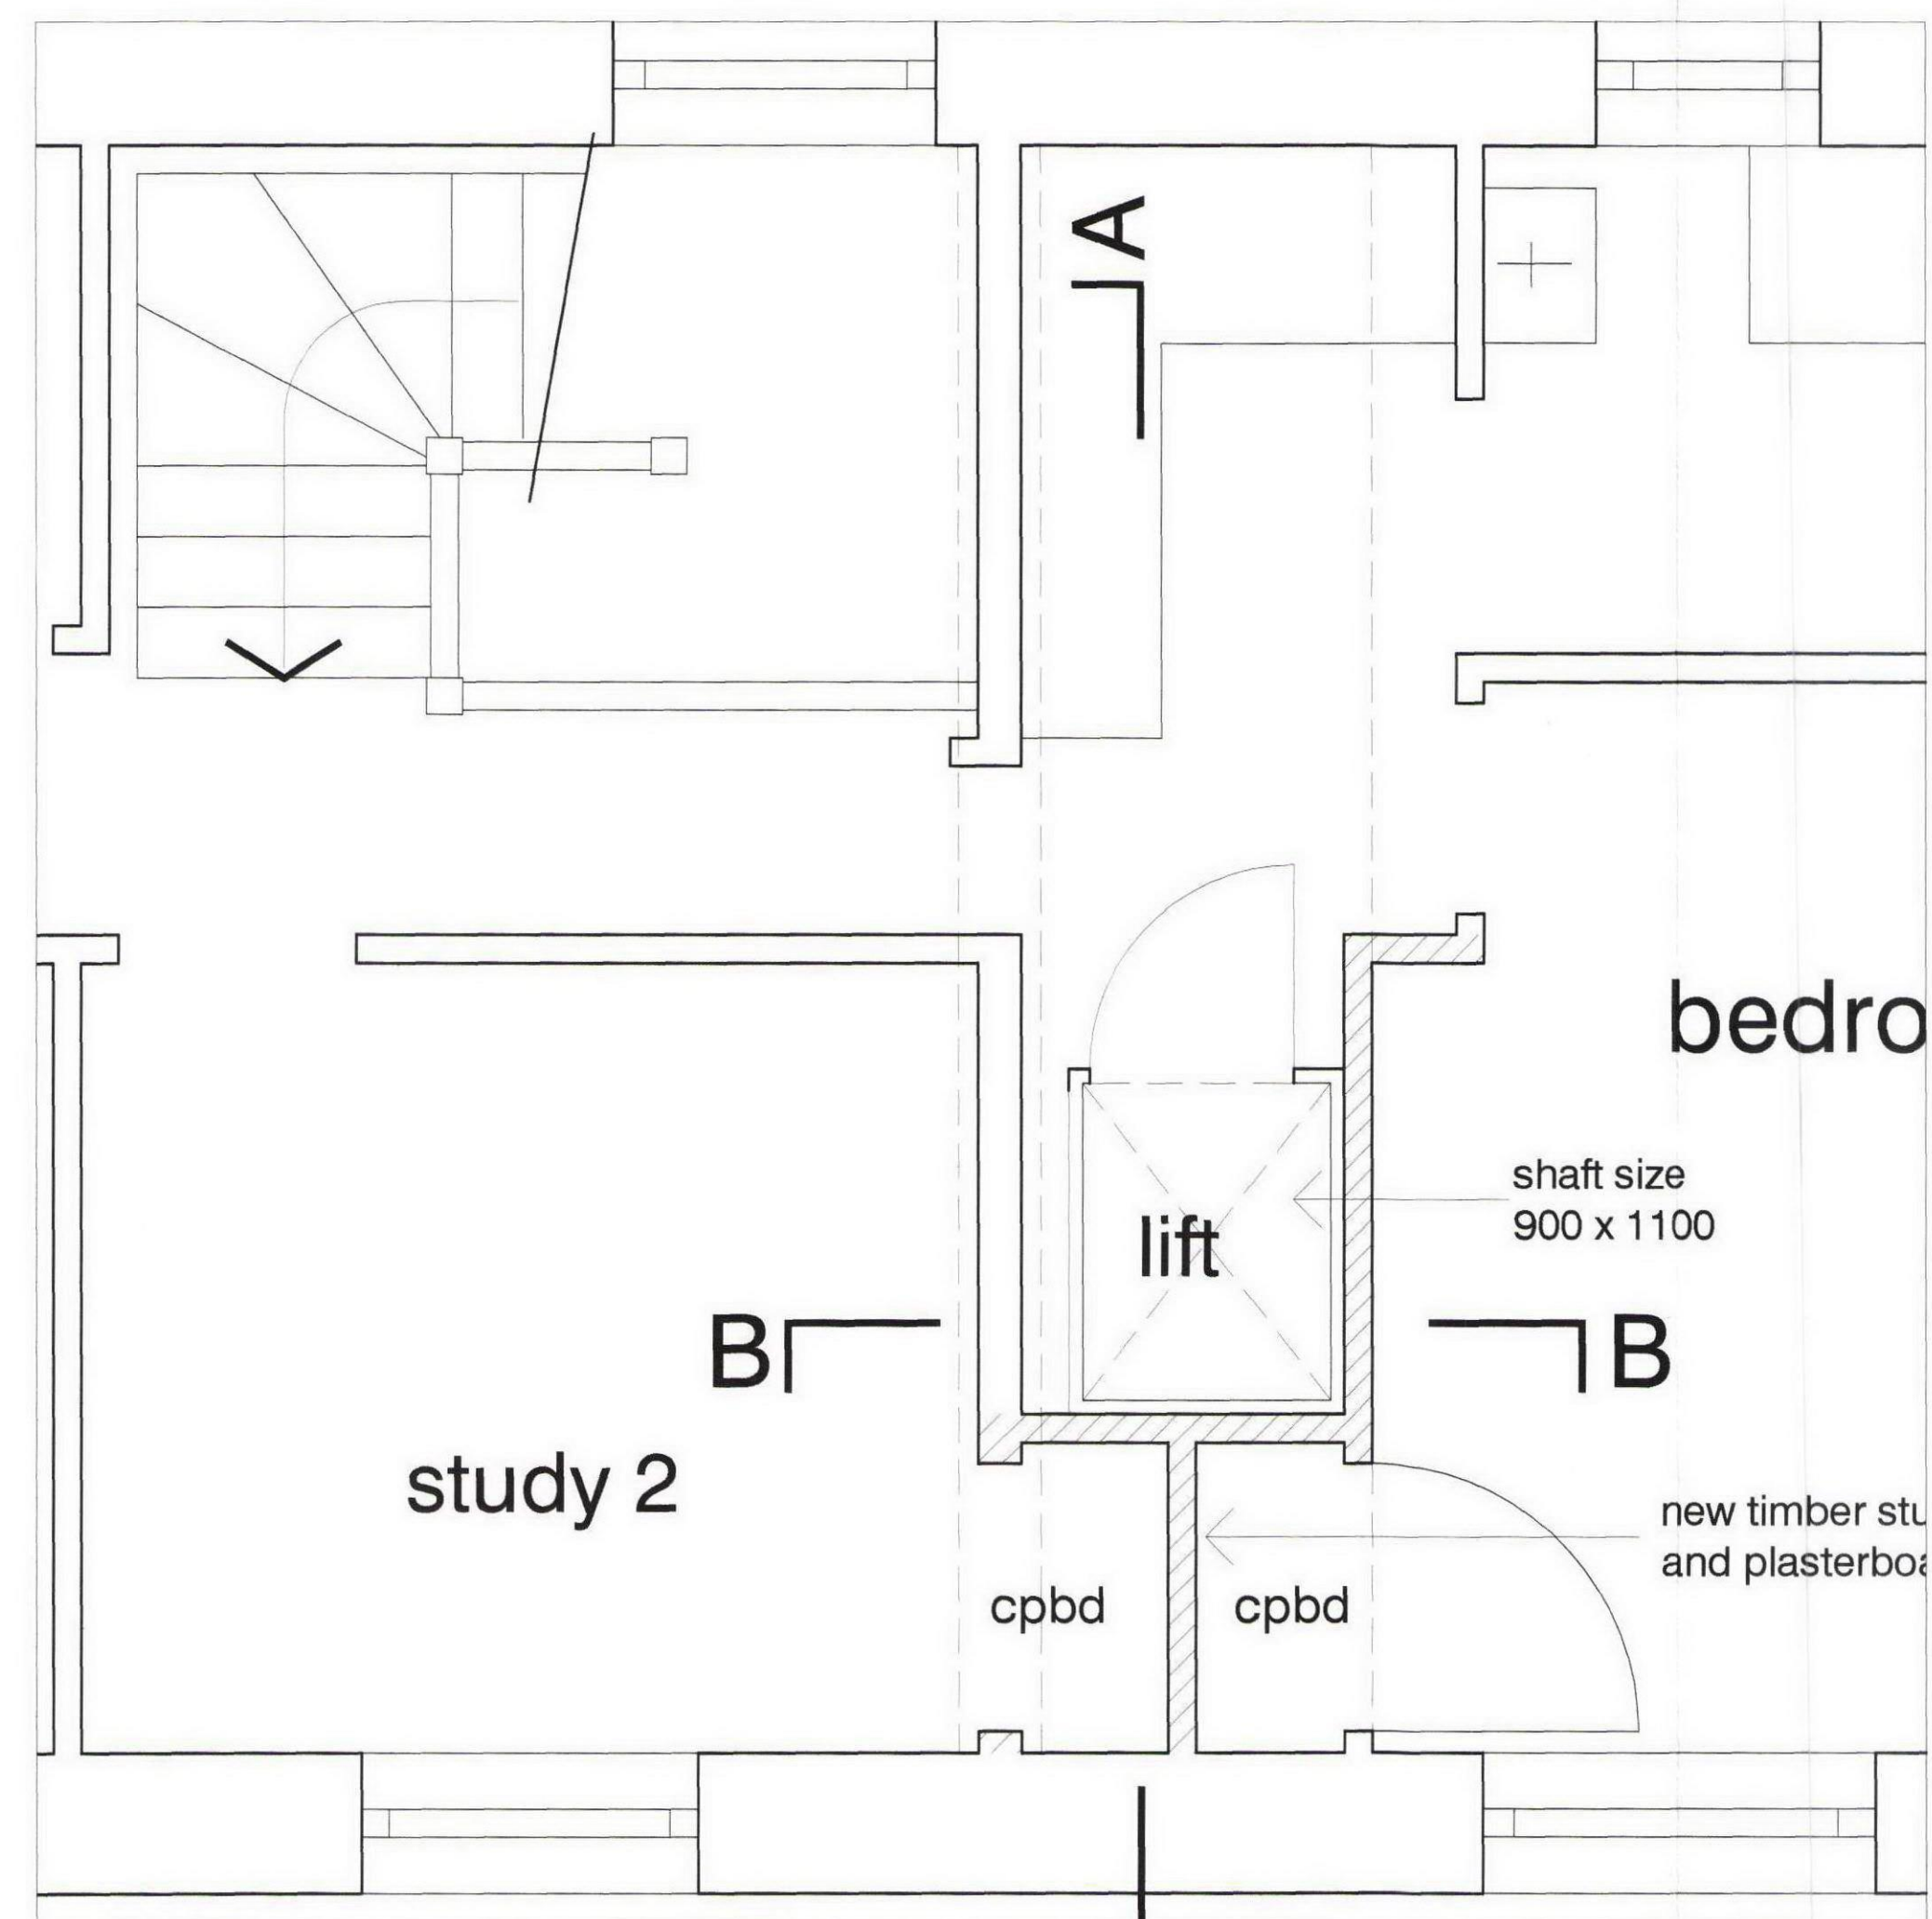 A
bedro
shaft size
900 x 1100
lift
B
B
study 2
new timber stu
and plasterboa
cpbd
cpbd